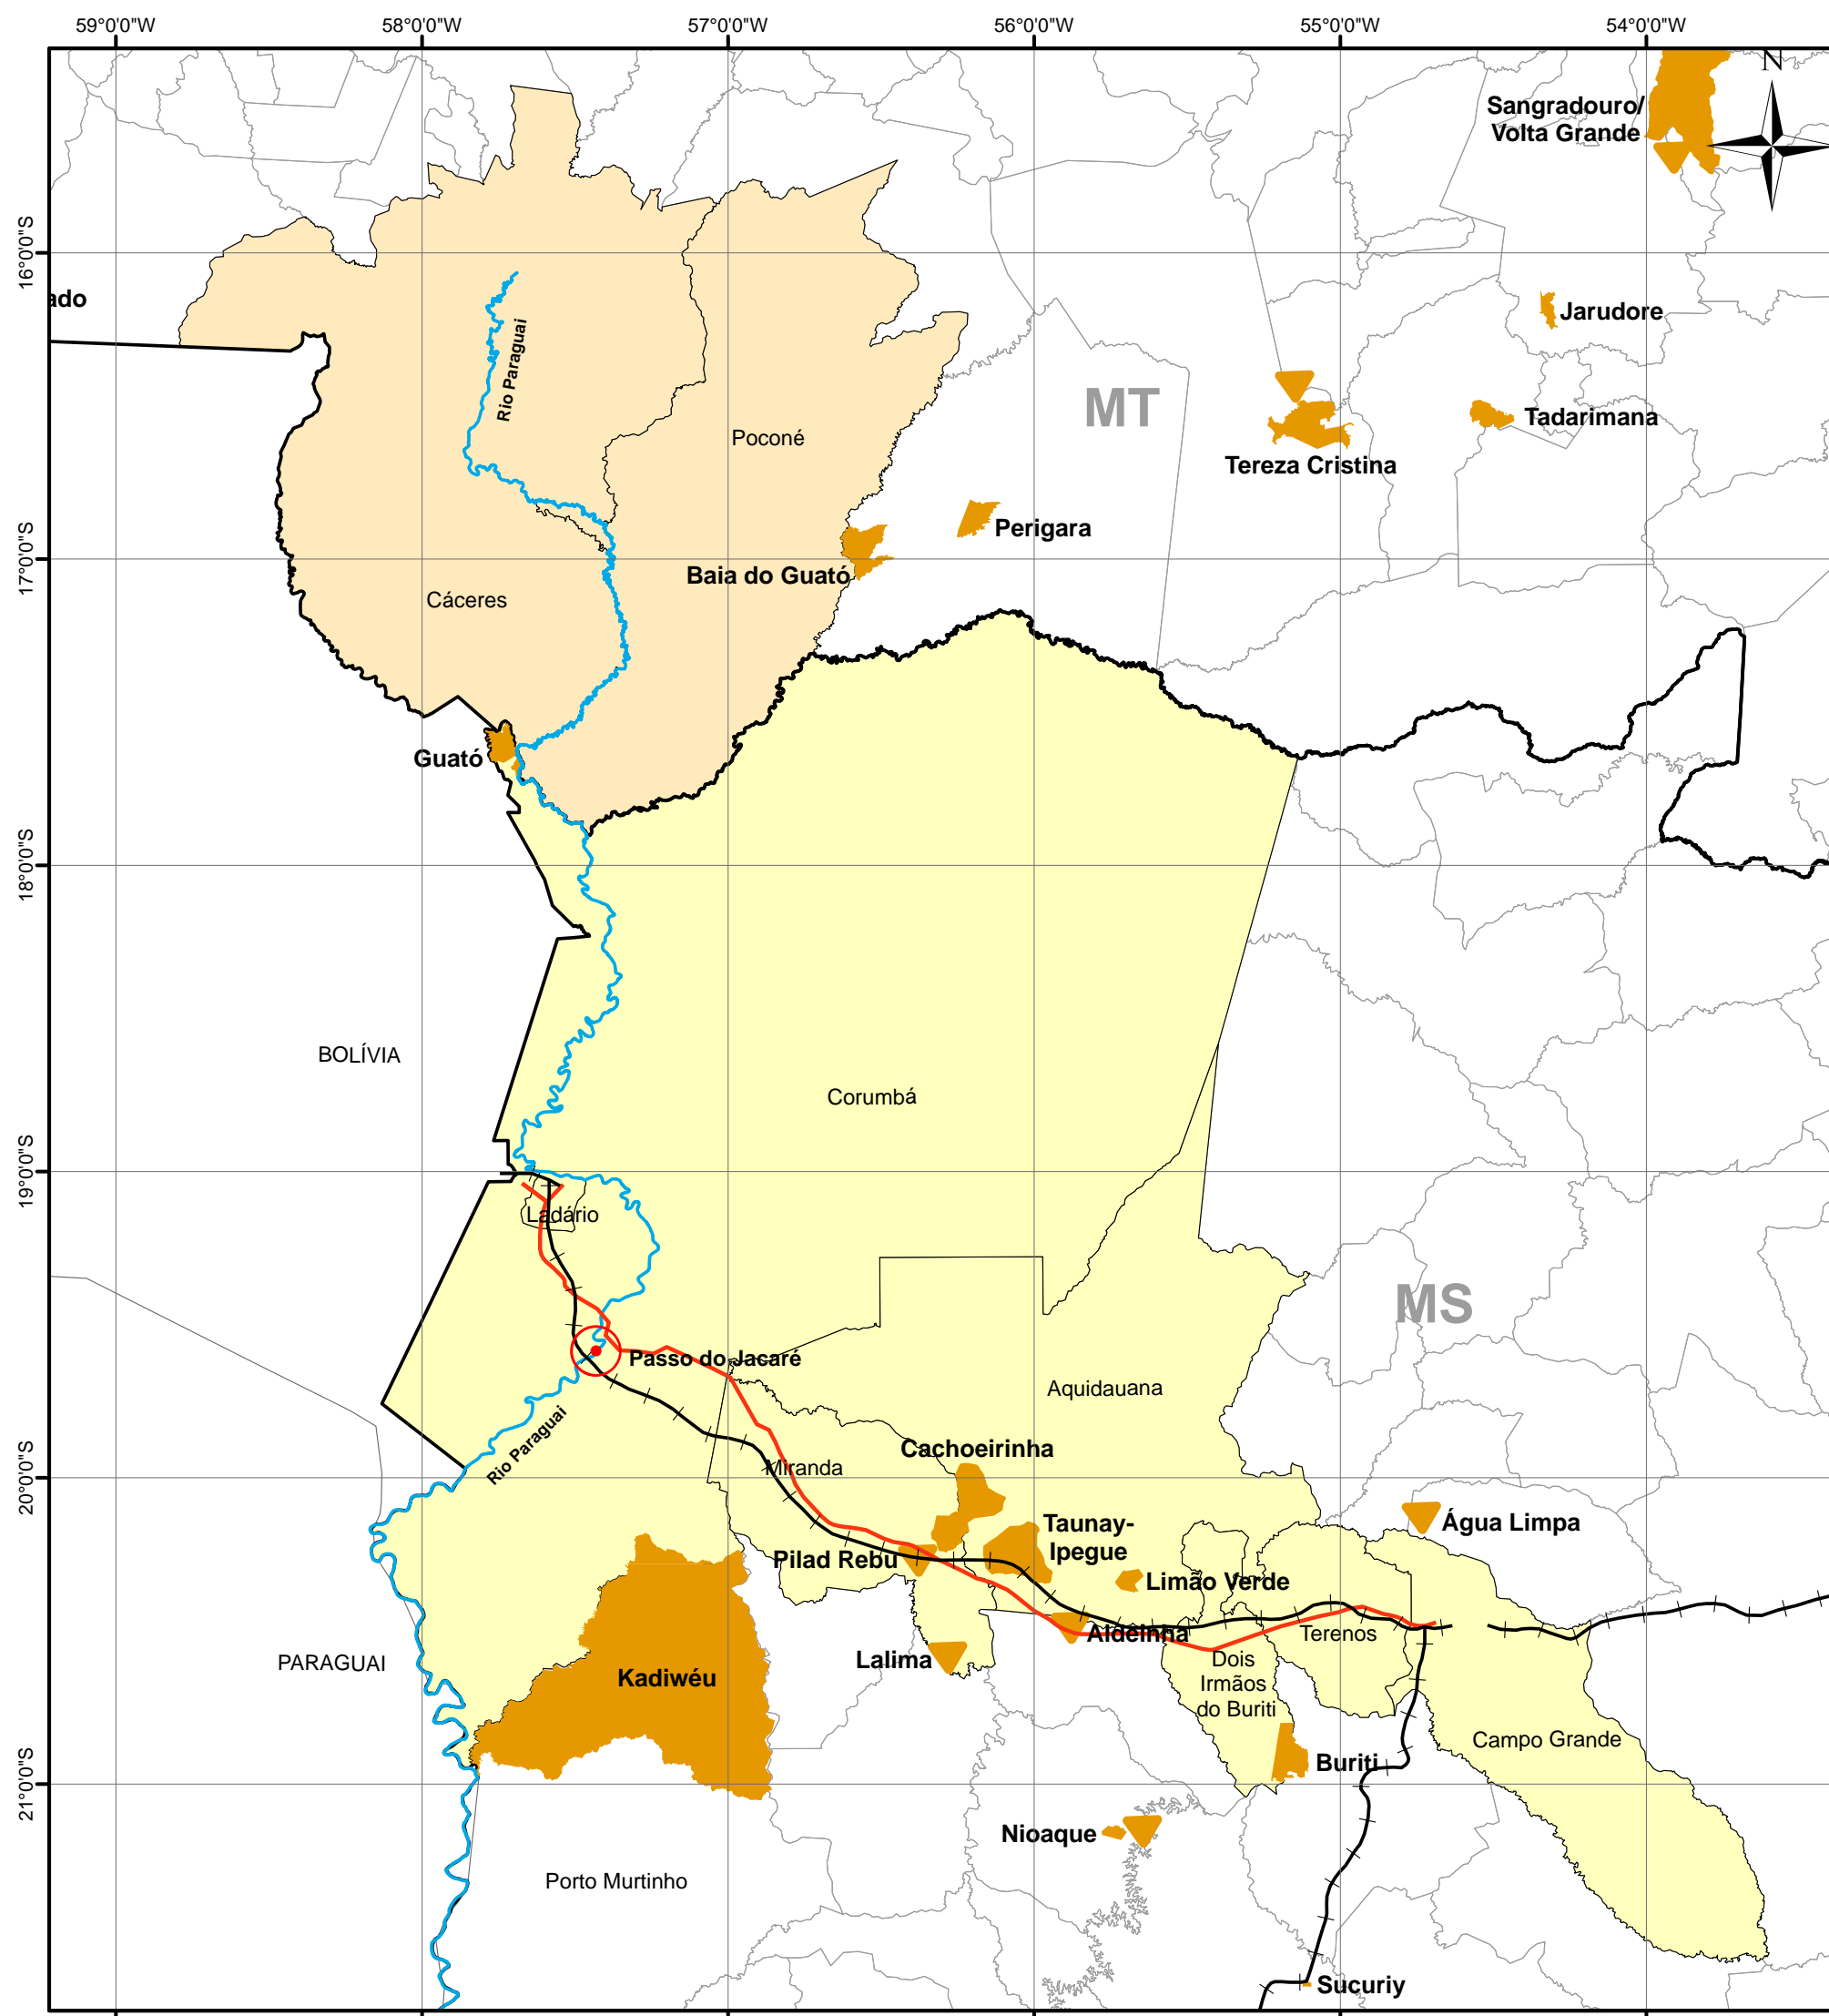 59°0'0"W
58°0'0"W
57°0'0"W
56°0'0"W
55°0'0"W
54°0'0"W
N
Sangradouro/
Volta Grande
16°0'0"S
ado
Rio Paraguai
Jarudore
MT
Tadarimana
Poconé
Tereza Cristina
Perigara
17°0'0"S
Baia do Guató
Cáceres
Guató
18°0'0"S
BOLÍVIA
Corumbá
19°0'0"S
Ladário
MS
Passo do Jacaré
Aquidauana
Rio Paraguai
Cachoeirinha
Miranda
20°0'0"S
Água Limpa
Taunay-
Ipegue
Pilad Rebu
Limão Verde
Aldeinha
Terenos
Lalima
PARAGUAI
Kadiwéu
Dois
Irmãos
do Buriti
Campo Grande
Buriti
21°0'0"S
Nioaque
Porto Murtinho
Sucuriy